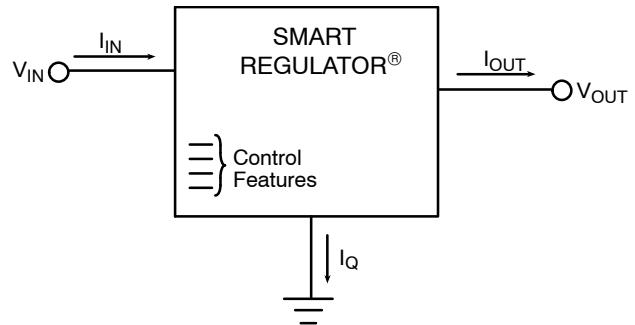 I_IN
V_IN
SMART
REGULATOR®
I_OUT
V_OUT
Control
Features
I_Q